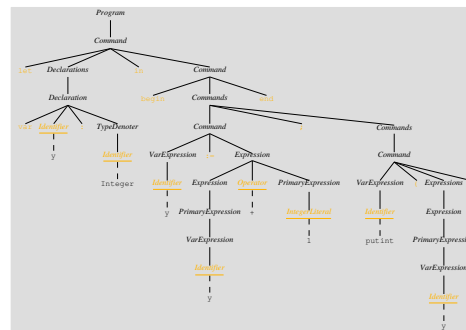 Program
Command
let Declarations in Command
Declaration begin Commands end
var Identifier : TypeDenoter Command ; Commands
y Identifier VarExpression := Expression Command
Integer Identifier Expression Operator PrimaryExpression VarExpression ( Expressions
y PrimaryExpression + IntegerLiteral Identifier Expression
VarExpression 1 putint PrimaryExpression
Identifier VarExpression
y Identifier
y